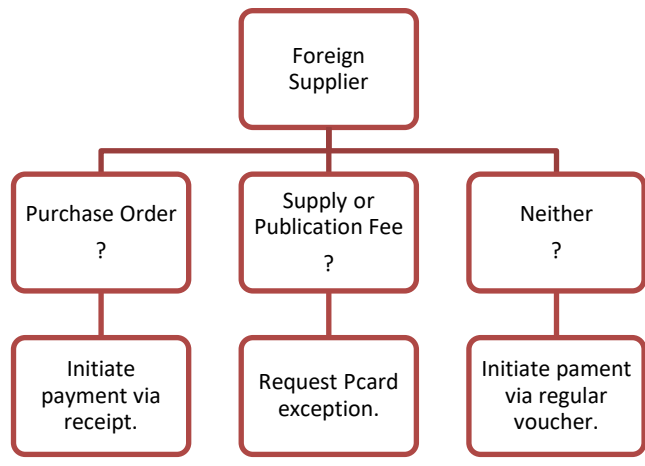 Foreign
Supplier
Purchase Order
?
Supply or
Publication Fee
?
Neither
?
Initiate
payment via
receipt.
Request Pcard
exception.
Initiate pament
via regular
voucher.